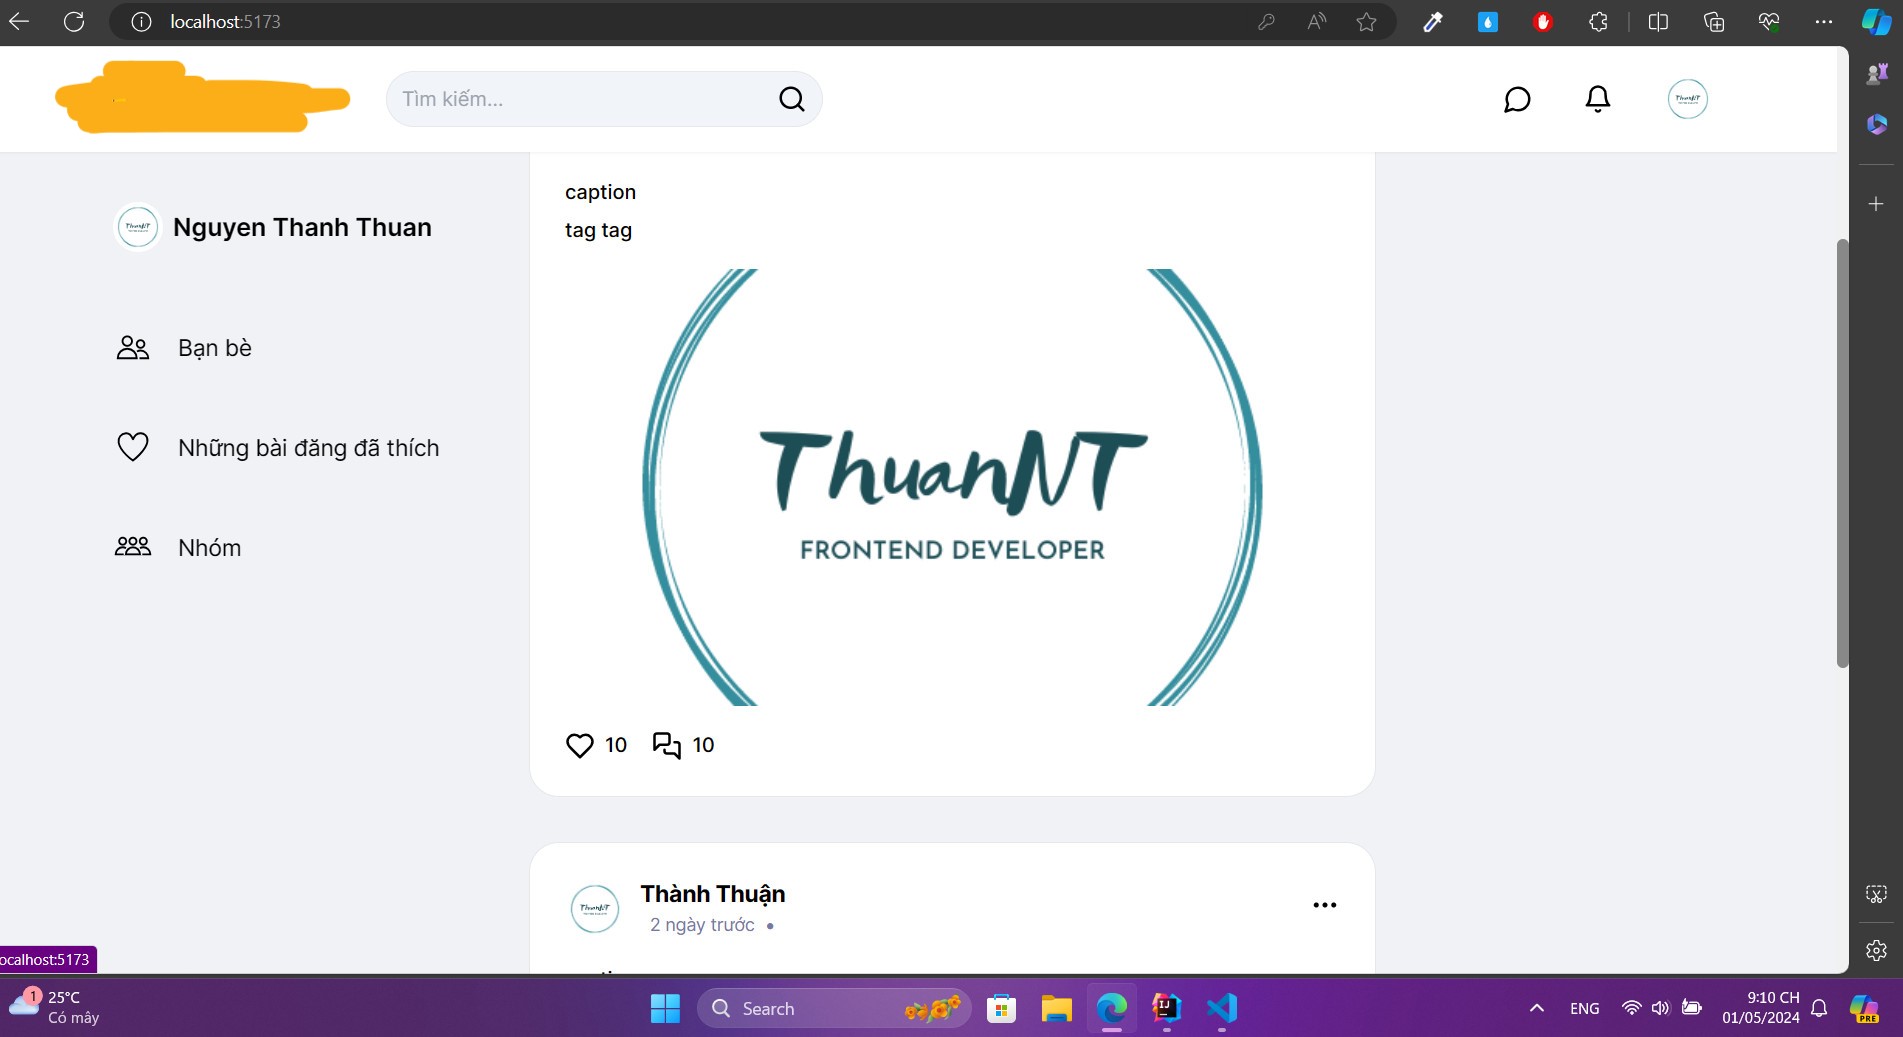 localhost:5173
Tìm kiếm...
ThuanNT
Nguyen Thanh Thuan
Bạn bè
Những bài đăng đã thích
Nhóm
caption
tag tag
ThuanNT
FRONTEND DEVELOPER
10
10
Thành Thuận
2 ngày trước •
ocalhost:5173
1
25°C
Có mây
Search
ENG
9:10 CH
01/05/2024
PRE